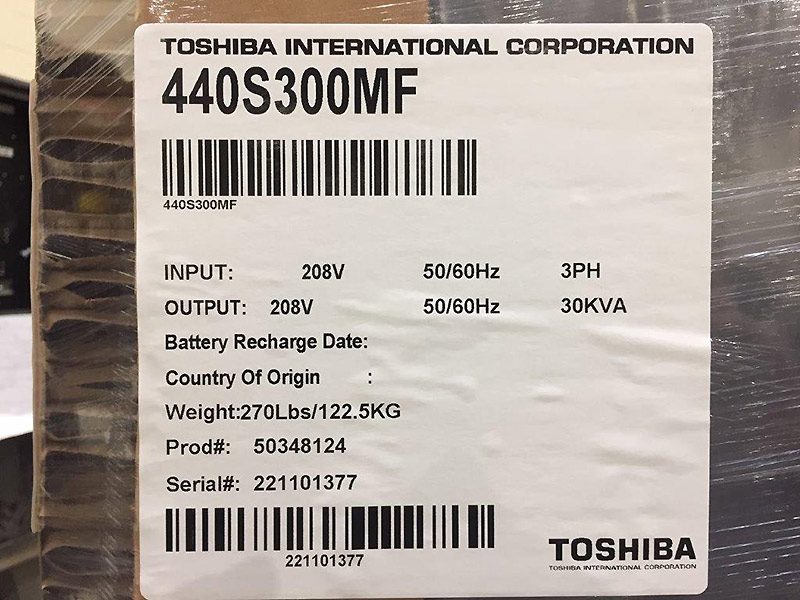 TOSHIBA INTERNATIONAL CORPORATION
440S300MF
440S300MF
INPUT: 208V 50/60Hz 3PH
OUTPUT: 208V 50/60Hz 30KVA
Battery Recharge Date:
Country Of Origin :
Weight:270Lbs/122.5KG
Prod#: 50348124
Serial#: 221101377
221101377
TOSHIBA
TOSHIBA INTERNATIONAL CORPORATION